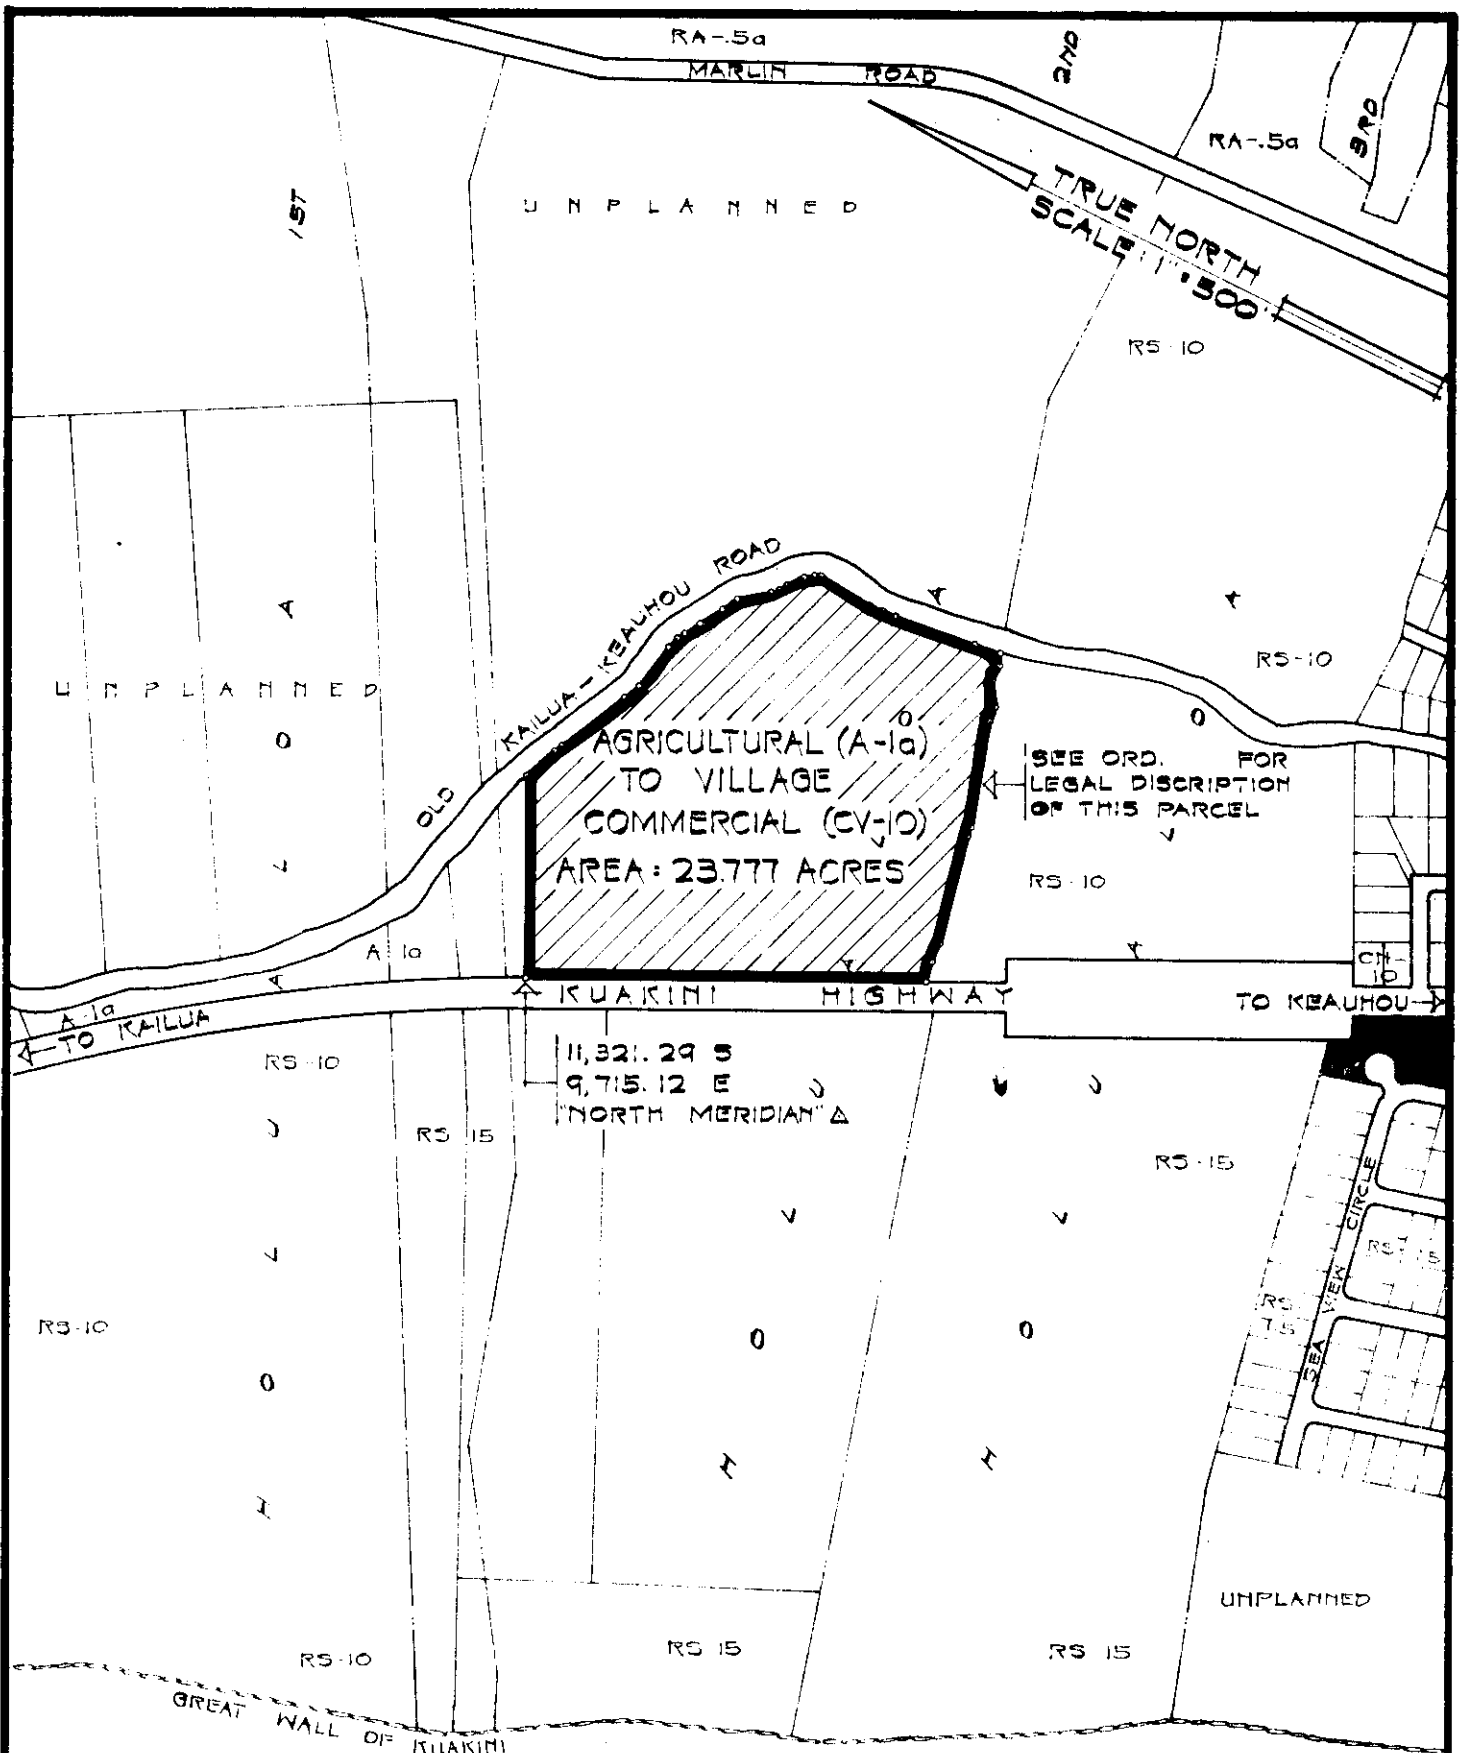 RA-.5a
MARLIN ROAD
2ND
RA-.5a
3RD
1ST
UNPLANNED
TRUE NORTH
SCALE: 1" = 500'
RS-10
OLD KAILUA-KEAUHOU ROAD
RS-10
UNPLANNED
AGRICULTURAL (A-1a)
TO VILLAGE
COMMERCIAL (CV-10)
AREA: 23.777 ACRES
SEE ORD. FOR
LEGAL DISCRIPTION
OF THIS PARCEL
RS-10
A-1a
CN-
10
KUAKINI HIGHWAY
TO KEAUHOU
A-1a
TO KAILUA
RS-10
11,321.29 S
9,715.12 E
"NORTH MERIDIAN" Δ
RS 15
RS-15
SEA VIEW CIRCLE
RS-15
RS
7.5
RS-10
UNPLANNED
RS-10
RS 15
RS 15
GREAT WALL OF KUAKINI